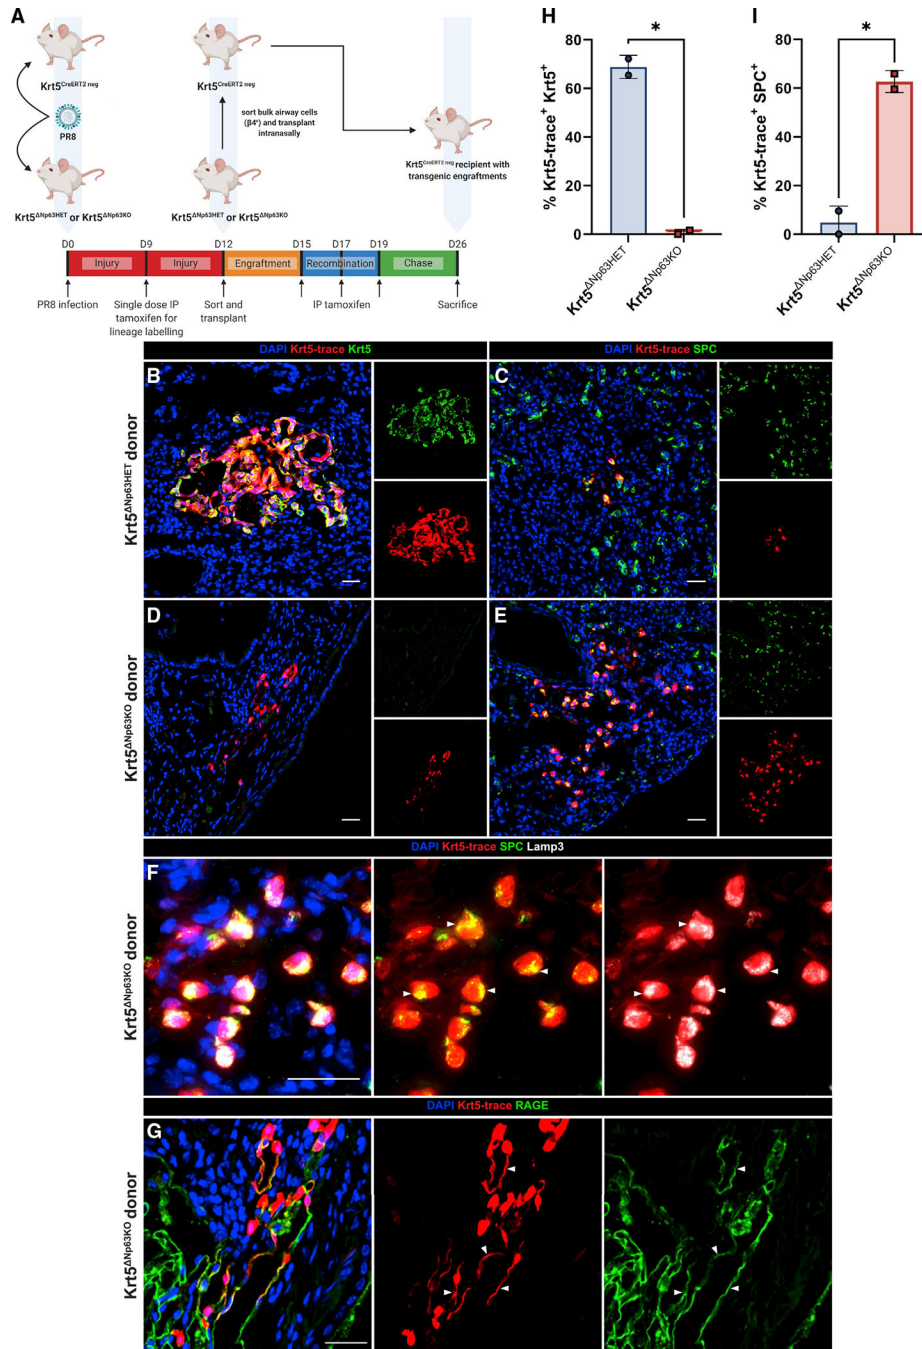 A
Krt5CreERT2 neg
PR8
Krt5ΔNp63HET or Krt5ΔNp63KO
Krt5CreERT2 neg
sort bulk airway cells
(β4+) and transplant
intranasally
Krt5ΔNp63HET or Krt5ΔNp63KO
Krt5CreERT2 neg recipient with
transgenic engraftments
D0 D9 D12 D15 D17 D19 D26
Injury Injury Engraftment Recombination Chase
PR8 infection
Single dose IP
tamoxifen for
lineage labelling
Sort and
transplant
IP tamoxifen
Sacrifice
H
*
% Krt5-trace+ Krt5+
80
60
40
20
0
Krt5ΔNp63HET
Krt5ΔNp63KO
I
*
% Krt5-trace+ SPC+
80
60
40
20
0
Krt5ΔNp63HET
Krt5ΔNp63KO
DAPI Krt5-trace Krt5
DAPI Krt5-trace SPC
Krt5ΔNp63HET donor
B
C
Krt5ΔNp63KO donor
D
E
DAPI Krt5-trace SPC Lamp3
Krt5ΔNp63KO donor
F
DAPI Krt5-trace RAGE
Krt5ΔNp63KO donor
G